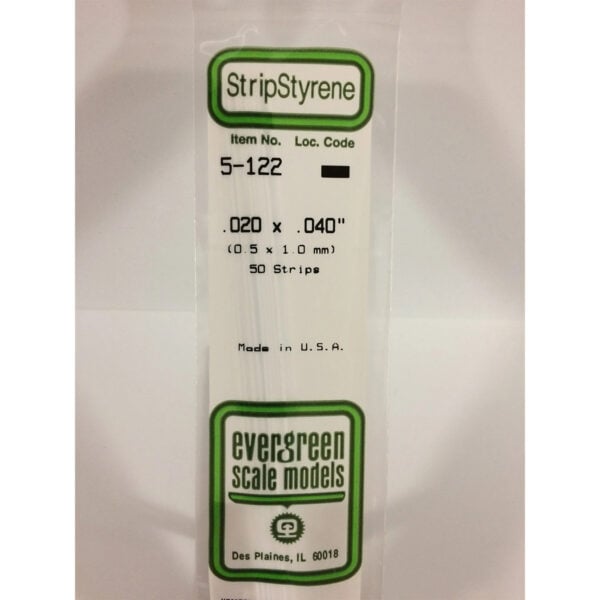 StripStyrene
Item No. Loc. Code
5-122
.020 x .040"
(0.5 x 1.0 mm)
50 Strips
Made in U.S.A.
evergreen
scale models
Des Plaines, IL 60018